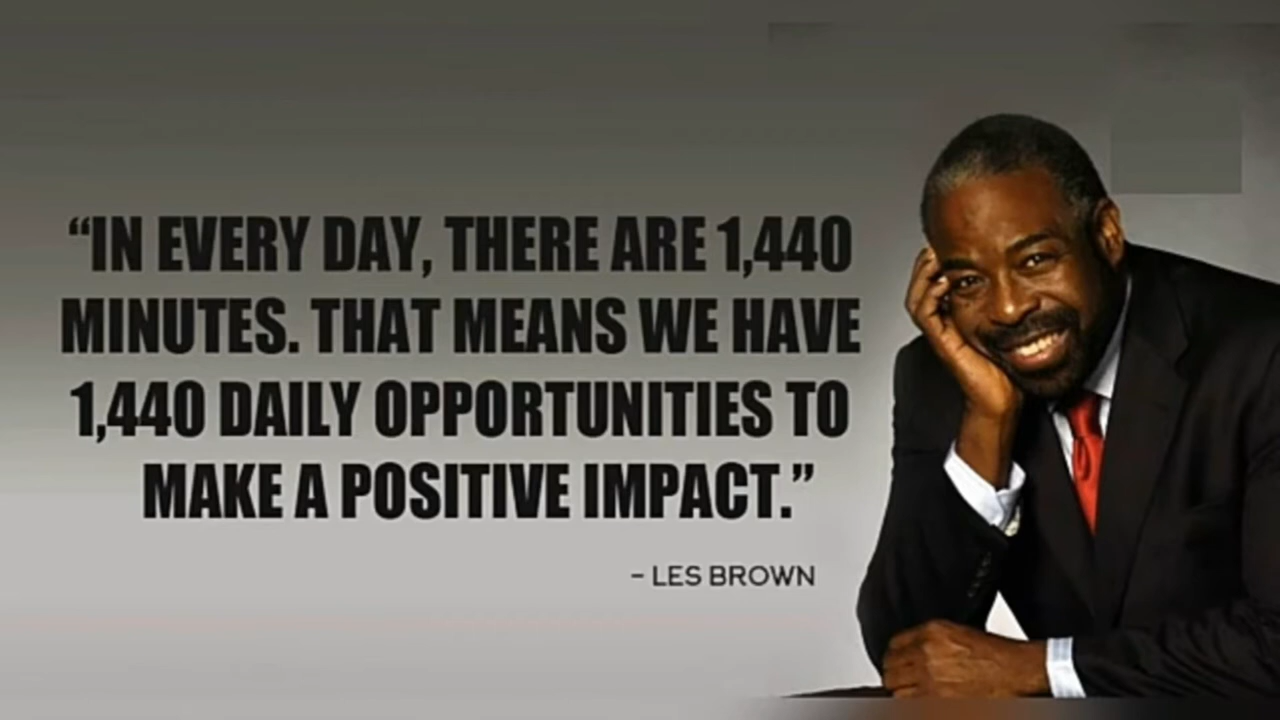 “IN EVERY DAY, THERE ARE 1,440
MINUTES. THAT MEANS WE HAVE
1,440 DAILY OPPORTUNITIES TO
MAKE A POSITIVE IMPACT.”
– LES BROWN